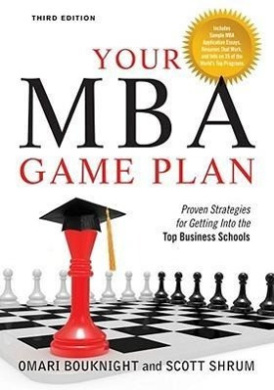 THIRD EDITION
YOUR
MBA
GAME PLAN
Includes
Sample MBA
Application Essays,
Resumes That Work,
and Info on 35 of the
World's Top Programs.
Proven Strategies
for Getting Into the
Top Business Schools
OMARI BOUKNIGHT AND SCOTT SHRUM